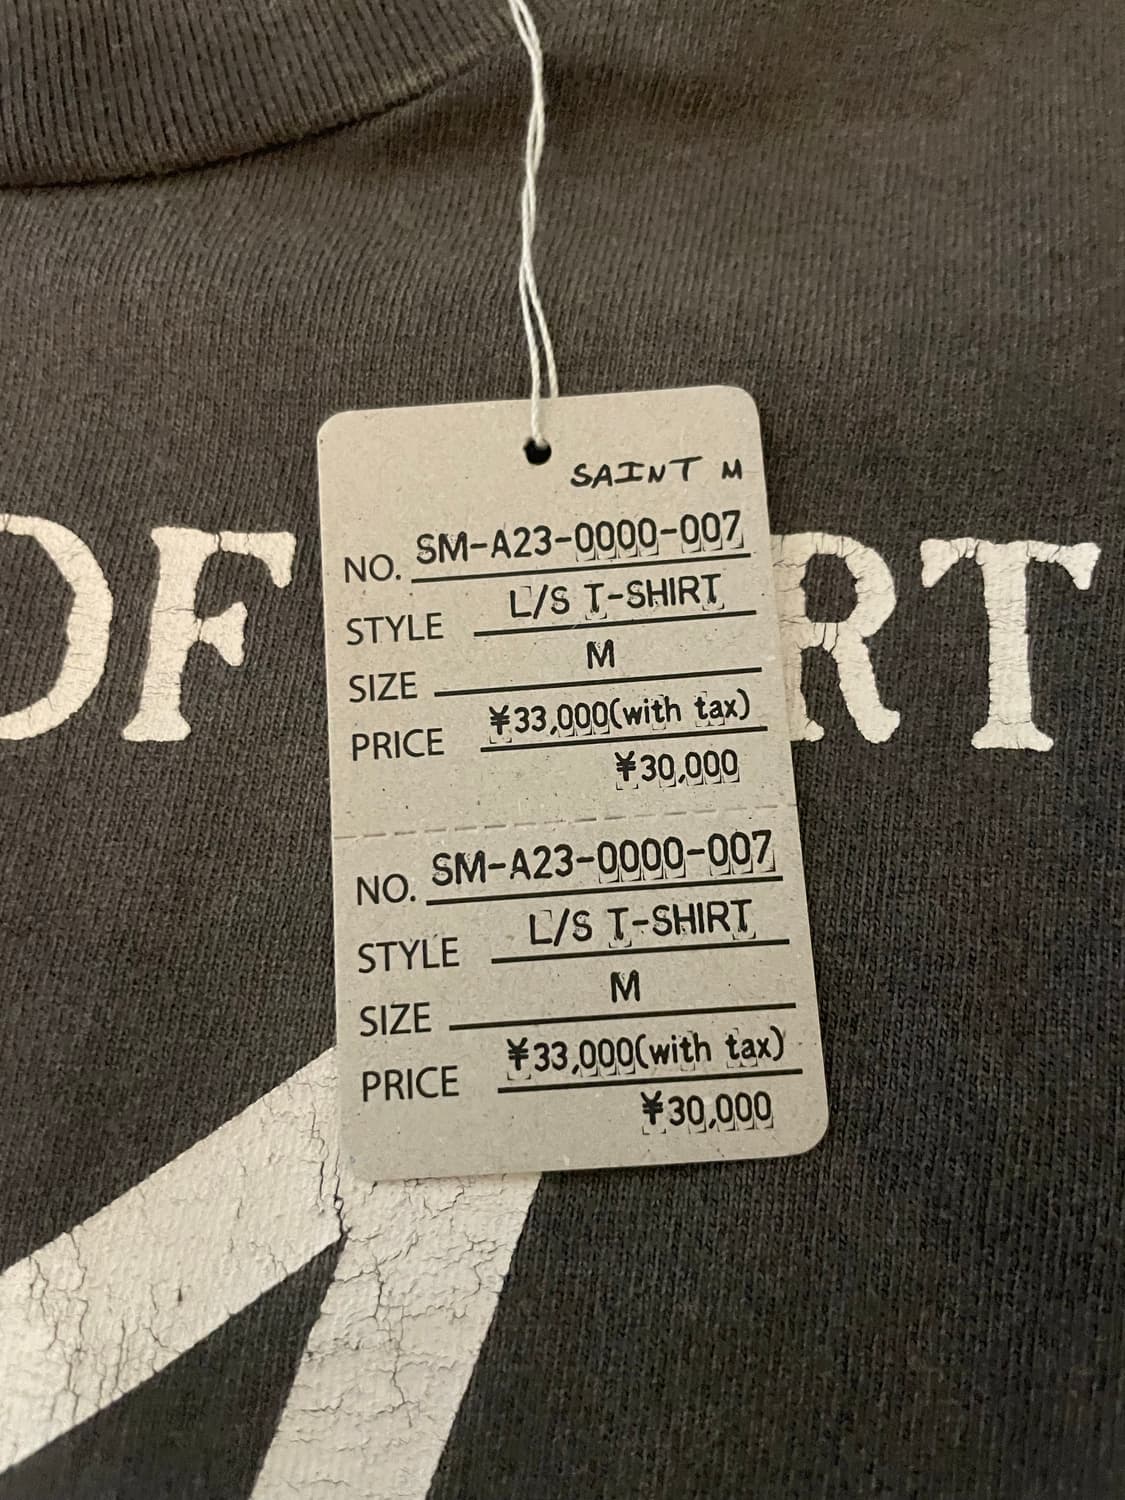 OF
RT
SAINT M
NO. SM-A23-0000-007
STYLE L/S T-SHIRT
SIZE M
PRICE ¥33,000(with tax)
¥30,000
NO. SM-A23-0000-007
STYLE L/S T-SHIRT
SIZE M
PRICE ¥33,000(with tax)
¥30,000